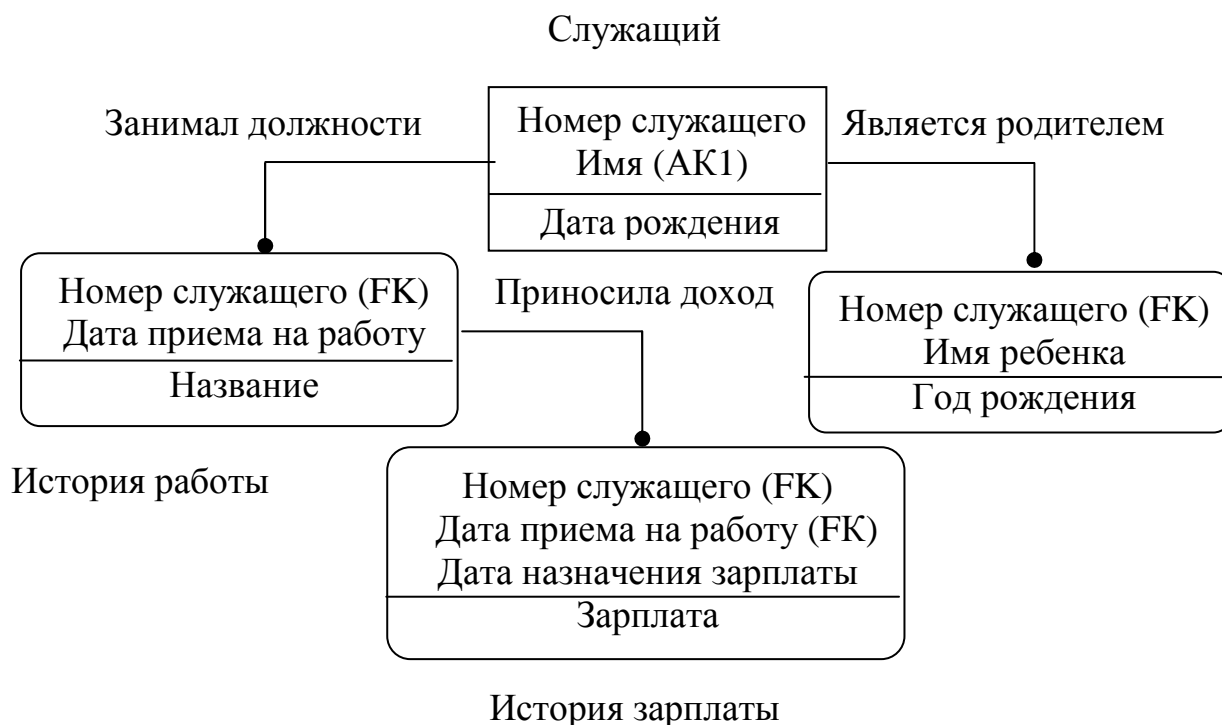 Служащий
Занимал должности
Номер служащего
Имя (АК1)
Дата рождения
Является родителем
Номер служащего (FK)
Дата приема на работу
Название
Приносила доход
Номер служащего (FK)
Имя ребенка
Год рождения
История работы
Номер служащего (FK)
Дата приема на работу (FК)
Дата назначения зарплаты
Зарплата
История зарплаты